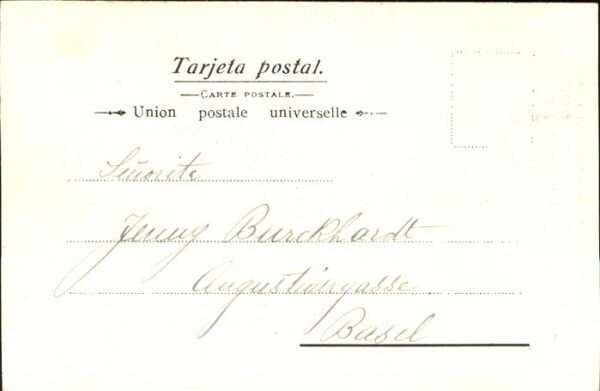 Tarjeta postal.
CARTE POSTALE.
Union postale universelle
Señorita
Jenny Burckhardt
Augustinergasse
Basel